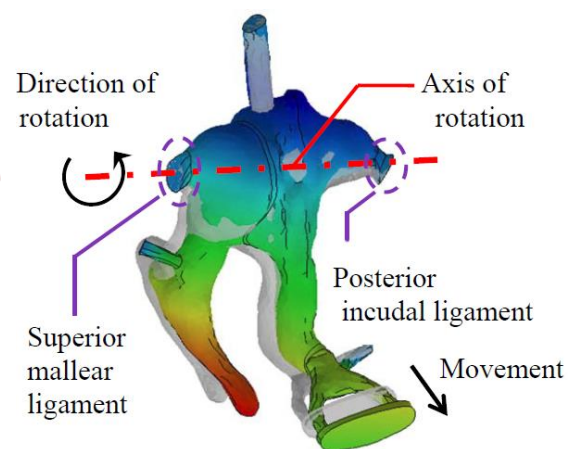 Direction of
rotation
Axis of
rotation
Superior
mallear
ligament
Posterior
incudal ligament
Movement